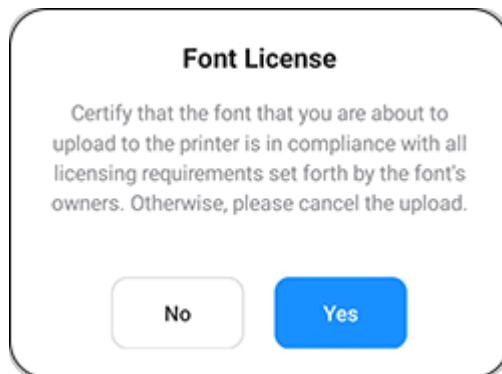 Font License
Certify that the font that you are about to
upload to the printer is in compliance with all
licensing requirements set forth by the font's
owners. Otherwise, please cancel the upload.
No
Yes